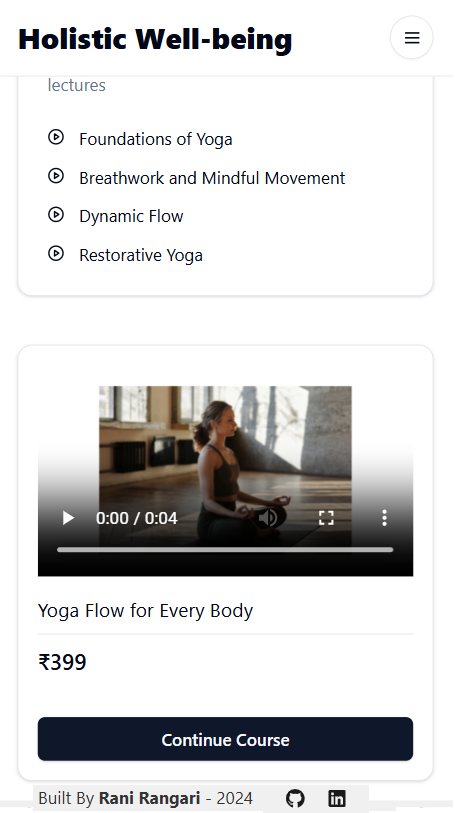 Holistic Well-being
lectures
Foundations of Yoga
Breathwork and Mindful Movement
Dynamic Flow
Restorative Yoga
0:00 / 0:04
Yoga Flow for Every Body
₹399
Continue Course
Built By Rani Rangari - 2024